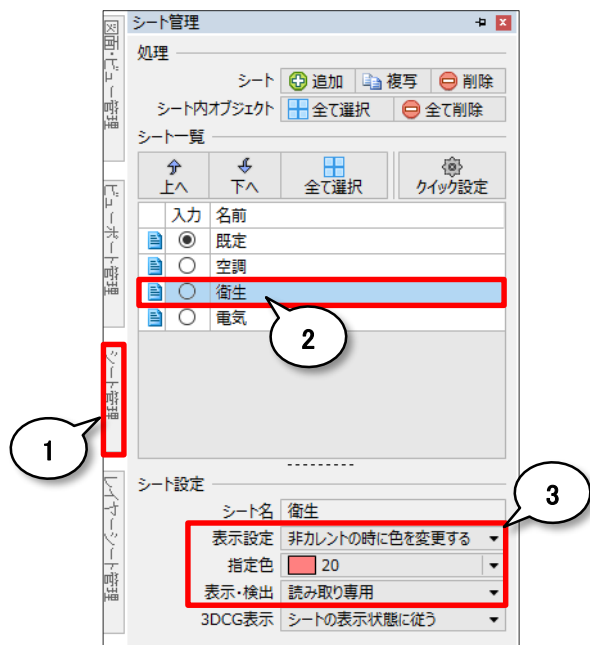 シート管理
処理
シート 追加 複写 削除
シート内オブジェクト 全て選択 全て削除
シート一覧
上へ 下へ 全て選択 クイック設定
入力 名前
既定
空調
衛生
電気
2
シート設定
シート名 衛生
表示設定 非カレントの時に色を変更する
指定色 20
表示・検出 読み取り専用
3DCG表示 シートの表示状態に従う
3
図面・ビュー管理
ビューポート管理
シート管理
1
レイヤーシート管理